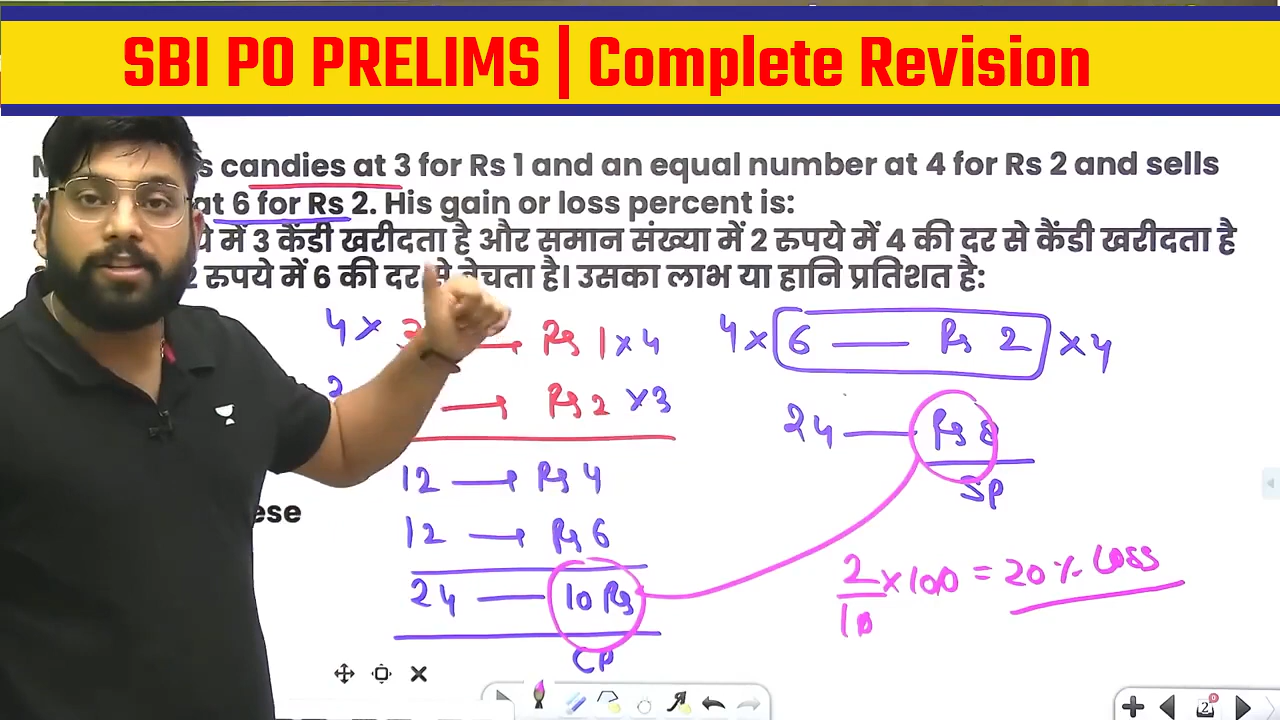 SBI PO PRELIMS | Complete Revision
candies at 3 for Rs 1 and an equal number at 4 for Rs 2 and sells
at 6 for Rs 2. His gain or loss percent is:
में 3 कैंडी खरीदता है और समान संख्या में 2 रुपये में 4 की दर से कैंडी खरीदता है
2 रुपये में 6 की दर से बेचता है। उसका लाभ या हानि प्रतिशत है:
4 × Rs 1 × 4
Rs 2 × 3
12 → Rs 4
12 → Rs 6
24 — 10 Rs
CP
4 × 6 — Rs 2 × 4
24 — Rs 8
SP
2/10 × 100 = 20 % Loss
2